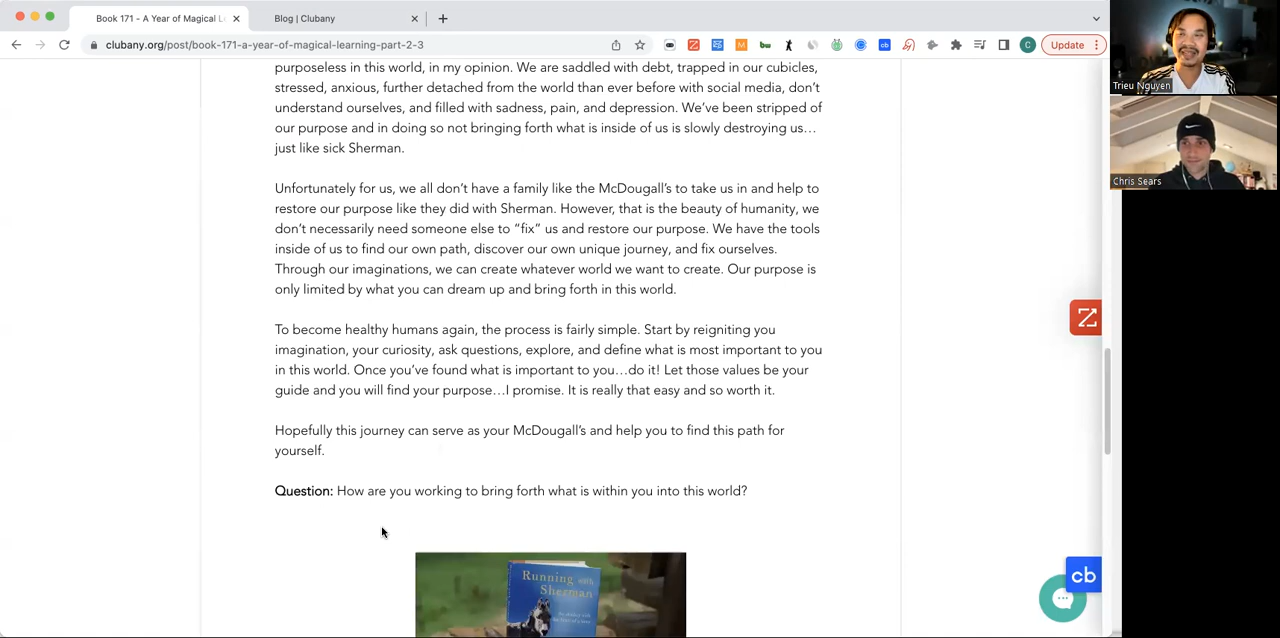 Book 171 - A Year of Magical L
Blog | Clubany
clubany.org/post/book-171-a-year-of-magical-learning-part-2-3
Update
purposeless in this world, in my opinion. We are saddled with debt, trapped in our cubicles,
stressed, anxious, further detached from the world than ever before with social media, don't
understand ourselves, and filled with sadness, pain, and depression. We've been stripped of
our purpose and in doing so not bringing forth what is inside of us is slowly destroying us…
just like sick Sherman.
Unfortunately for us, we all don't have a family like the McDougall's to take us in and help to
restore our purpose like they did with Sherman. However, that is the beauty of humanity, we
don't necessarily need someone else to "fix" us and restore our purpose. We have the tools
inside of us to find our own path, discover our own unique journey, and fix ourselves.
Through our imaginations, we can create whatever world we want to create. Our purpose is
only limited by what you can dream up and bring forth in this world.
To become healthy humans again, the process is fairly simple. Start by reigniting you
imagination, your curiosity, ask questions, explore, and define what is most important to you
in this world. Once you've found what is important to you…do it! Let those values be your
guide and you will find your purpose…I promise. It is really that easy and so worth it.
Hopefully this journey can serve as your McDougall's and help you to find this path for
yourself.
Question: How are you working to bring forth what is within you into this world?
Running with
Sherman
cb
Trieu Nguyen
Chris Sears